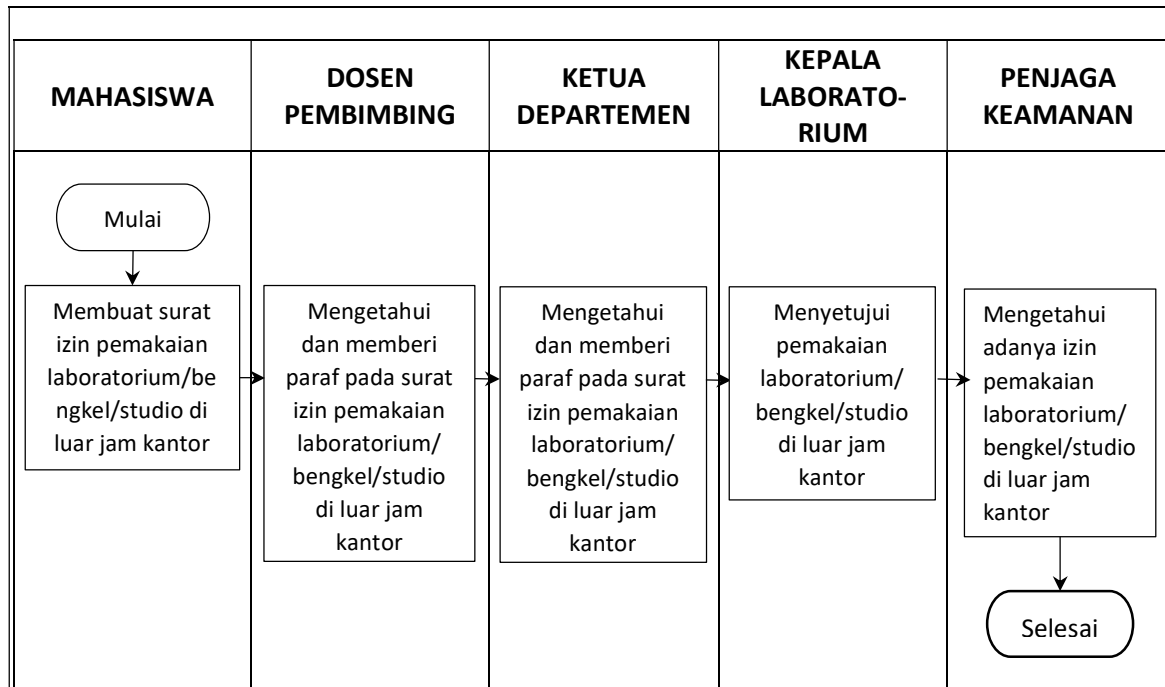 MAHASISWA
DOSEN
PEMBIMBING
KETUA
DEPARTEMEN
KEPALA
LABORATO-
RIUM
PENJAGA
KEAMANAN
Mulai
Membuat surat
izin pemakaian
laboratorium/be
ngkel/studio di
luar jam kantor
Mengetahui
dan memberi
paraf pada surat
izin pemakaian
laboratorium/
bengkel/studio
di luar jam
kantor
Mengetahui
dan memberi
paraf pada surat
izin pemakaian
laboratorium/
bengkel/studio
di luar jam
kantor
Menyetujui
pemakaian
laboratorium/
bengkel/studio
di luar jam
kantor
Mengetahui
adanya izin
pemakaian
laboratorium/
bengkel/studio
di luar jam
kantor
Selesai